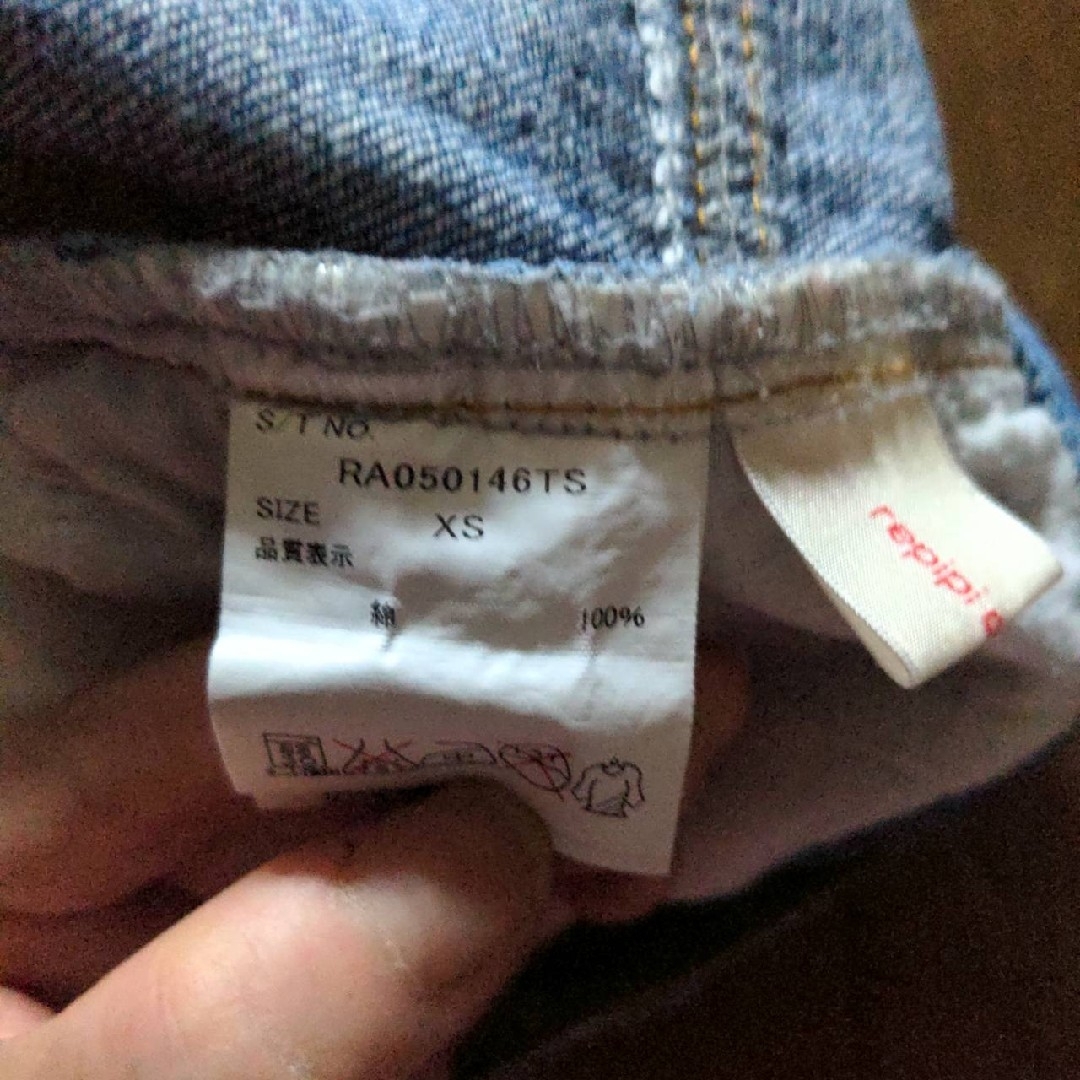 S/T NO.
RA050146TS
SIZE XS
品質表示
綿 100%
repipi a